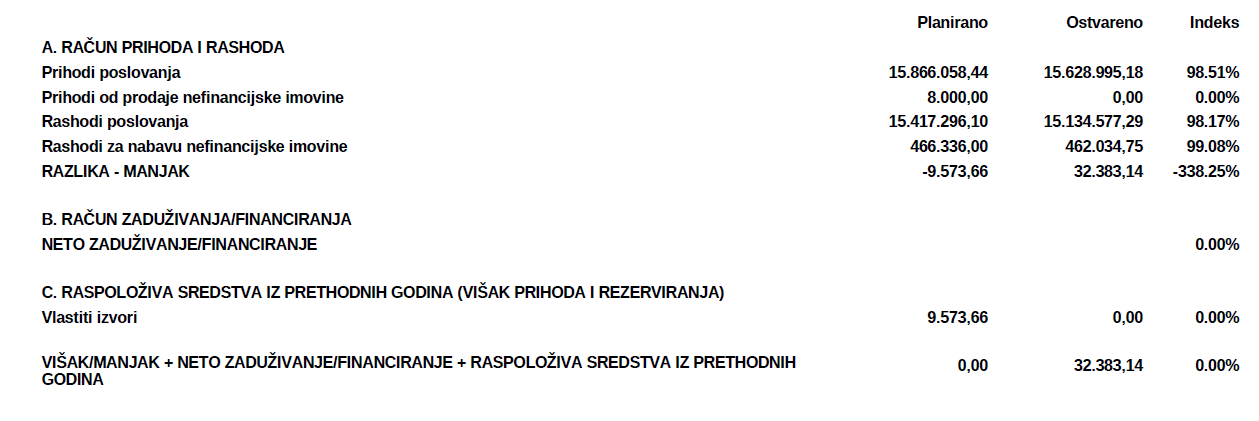 Planirano Ostvareno Indeks
A. RAČUN PRIHODA I RASHODA
Prihodi poslovanja 15.866.058,44 15.628.995,18 98.51%
Prihodi od prodaje nefinancijske imovine 8.000,00 0,00 0.00%
Rashodi poslovanja 15.417.296,10 15.134.577,29 98.17%
Rashodi za nabavu nefinancijske imovine 466.336,00 462.034,75 99.08%
RAZLIKA - MANJAK -9.573,66 32.383,14 -338.25%
B. RAČUN ZADUŽIVANJA/FINANCIRANJA
NETO ZADUŽIVANJE/FINANCIRANJE 0.00%
C. RASPOLOŽIVA SREDSTVA IZ PRETHODNIH GODINA (VIŠAK PRIHODA I REZERVIRANJA)
Vlastiti izvori 9.573,66 0,00 0.00%
VIŠAK/MANJAK + NETO ZADUŽIVANJE/FINANCIRANJE + RASPOLOŽIVA SREDSTVA IZ PRETHODNIH
GODINA 0,00 32.383,14 0.00%